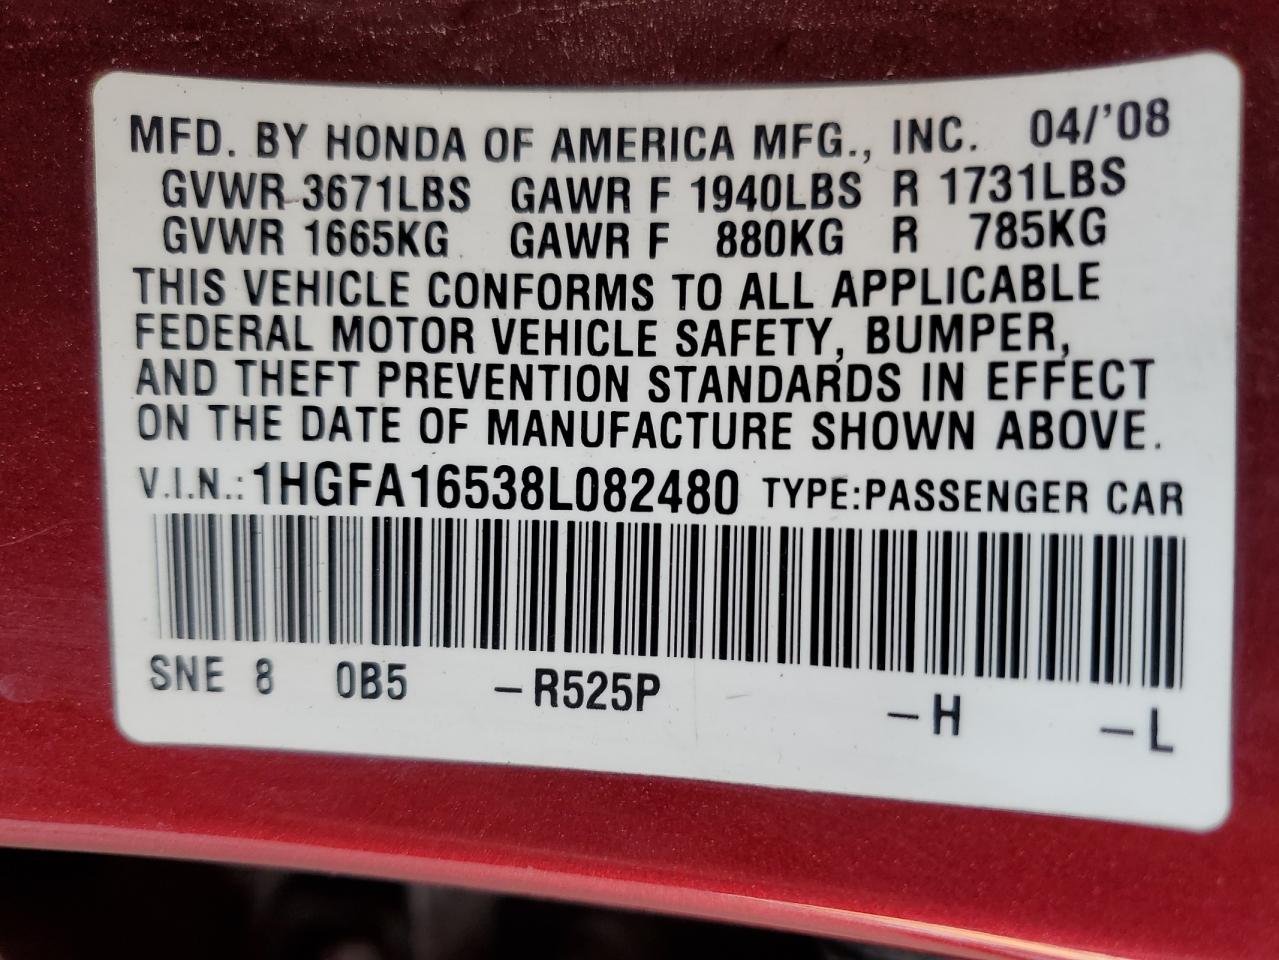 MFD. BY HONDA OF AMERICA MFG., INC. 04/'08
GVWR 3671LBS GAWR F 1940LBS R 1731LBS
GVWR 1665KG GAWR F 880KG R 785KG
THIS VEHICLE CONFORMS TO ALL APPLICABLE
FEDERAL MOTOR VEHICLE SAFETY, BUMPER,
AND THEFT PREVENTION STANDARDS IN EFFECT
ON THE DATE OF MANUFACTURE SHOWN ABOVE.
V.I.N.: 1HGFA16538L082480 TYPE:PASSENGER CAR
SNE 8 0B5 –R525P –H –L